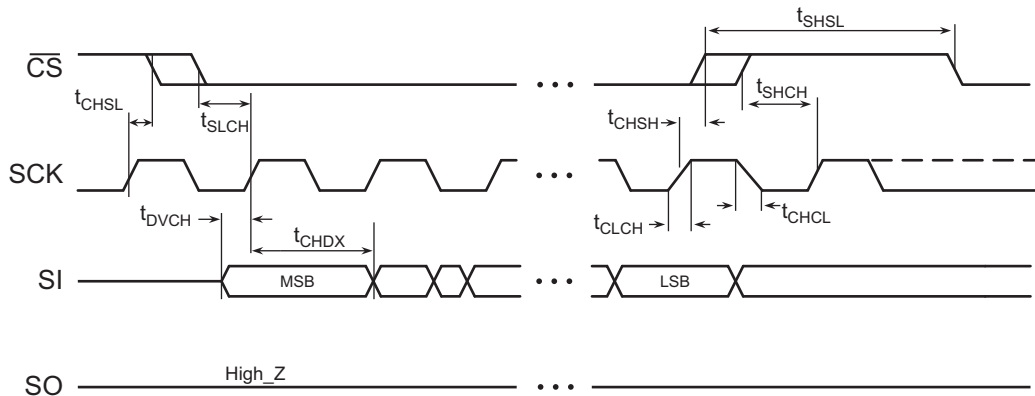 tSHSL
CS
tCHSL
tSLCH
tSHCH
tCHSH
SCK
tDVCH
tCHDX
tCLCH
tCHCL
SI
MSB
LSB
High_Z
SO